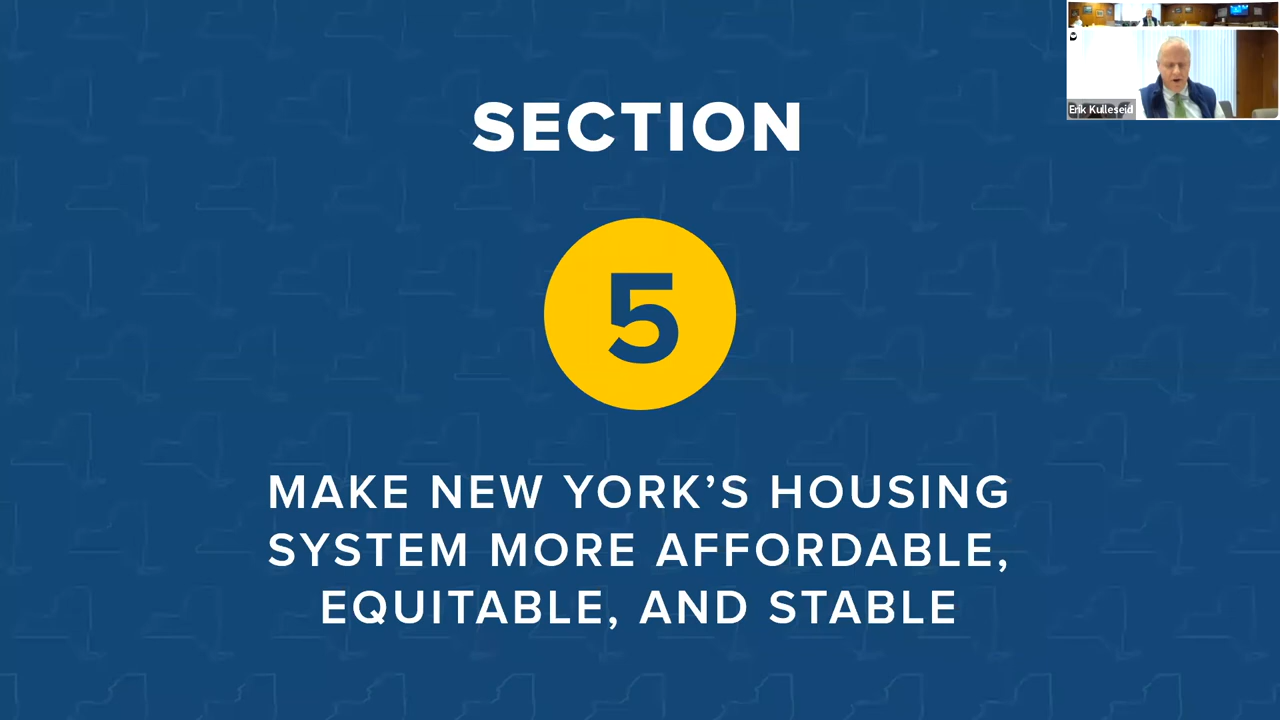 Erik Kulleseid
SECTION
5
MAKE NEW YORK’S HOUSING
SYSTEM MORE AFFORDABLE,
EQUITABLE, AND STABLE